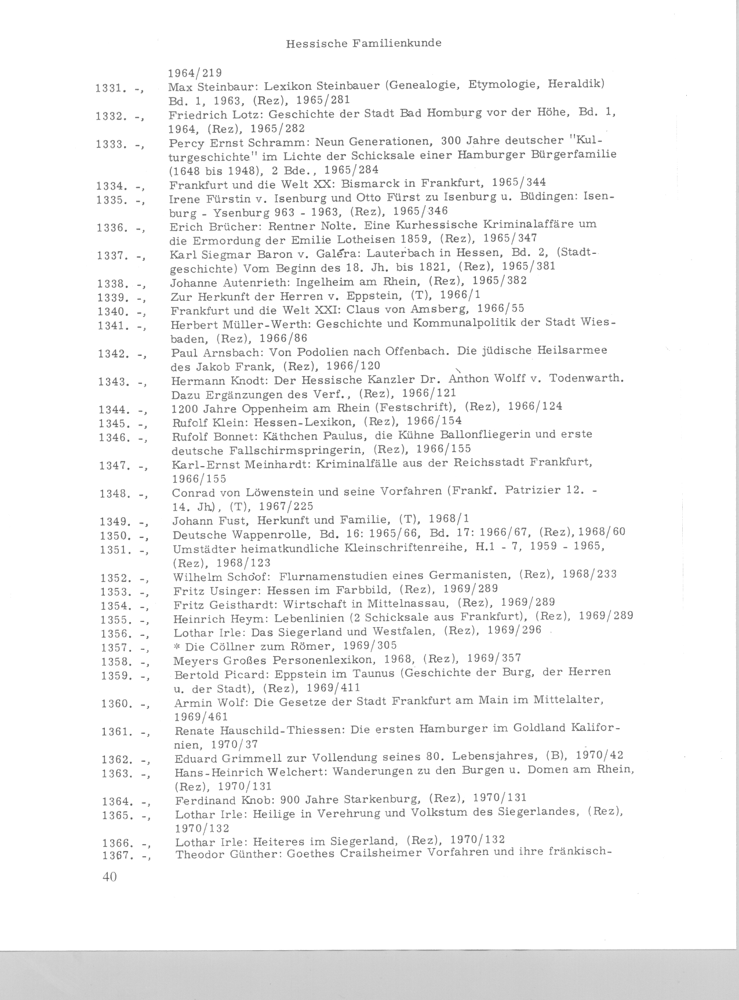 Hessische Familienkunde
1964/219
1331. -, Max Steinbaur: Lexikon Steinbauer (Genealogie, Etymologie, Heraldik)
Bd. 1, 1963, (Rez), 1965/281
1332. -, Friedrich Lotz: Geschichte der Stadt Bad Homburg vor der Höhe, Bd. 1,
1964, (Rez), 1965/282
1333. -, Percy Ernst Schramm: Neun Generationen, 300 Jahre deutscher "Kul-
turgeschichte" im Lichte der Schicksale einer Hamburger Bürgerfamilie
(1648 bis 1948), 2 Bde., 1965/284
1334. -, Frankfurt und die Welt XX: Bismarck in Frankfurt, 1965/344
1335. -, Irene Fürstin v. Isenburg und Otto Fürst zu Isenburg u. Büdingen: Isen-
burg - Ysenburg 963 - 1963, (Rez), 1965/346
1336. -, Erich Brücher: Rentner Nolte. Eine Kurhessische Kriminalaffäre um
die Ermordung der Emilie Lotheisen 1859, (Rez), 1965/347
1337. -, Karl Siegmar Baron v. Galéra: Lauterbach in Hessen, Bd. 2, (Stadt-
geschichte) Vom Beginn des 18. Jh. bis 1821, (Rez), 1965/381
1338. -, Johanne Autenrieth: Ingelheim am Rhein, (Rez), 1965/382
1339. -, Zur Herkunft der Herren v. Eppstein, (T), 1966/1
1340. -, Frankfurt und die Welt XXI: Claus von Amsberg, 1966/55
1341. -, Herbert Müller-Werth: Geschichte und Kommunalpolitik der Stadt Wies-
baden, (Rez), 1966/86
1342. -, Paul Arnsbach: Von Podolien nach Offenbach. Die jüdische Heilsarmee
des Jakob Frank, (Rez), 1966/120
1343. -, Hermann Knodt: Der Hessische Kanzler Dr. Anthon Wolff v. Todenwarth.
Dazu Ergänzungen des Verf., (Rez), 1966/121
1344. -, 1200 Jahre Oppenheim am Rhein (Festschrift), (Rez), 1966/124
1345. -, Rufolf Klein: Hessen-Lexikon, (Rez), 1966/154
1346. -, Rufolf Bonnet: Käthchen Paulus, die Kühne Ballonfliegerin und erste
deutsche Fallschirmspringerin, (Rez), 1966/155
1347. -, Karl-Ernst Meinhardt: Kriminalfälle aus der Reichsstadt Frankfurt,
1966/155
1348. -, Conrad von Löwenstein und seine Vorfahren (Frankf. Patrizier 12. -
14. Jh.), (T), 1967/225
1349. -, Johann Fust, Herkunft und Familie, (T), 1968/1
1350. -, Deutsche Wappenrolle, Bd. 16: 1965/66, Bd. 17: 1966/67, (Rez), 1968/60
1351. -, Umstädter heimatkundliche Kleinschriftenreihe, H.1 - 7, 1959 - 1965,
(Rez), 1968/123
1352. -, Wilhelm Schoof: Flurnamenstudien eines Germanisten, (Rez), 1968/233
1353. -, Fritz Usinger: Hessen im Farbbild, (Rez), 1969/289
1354. -, Fritz Geisthardt: Wirtschaft in Mittelnassau, (Rez), 1969/289
1355. -, Heinrich Heym: Lebenlinien (2 Schicksale aus Frankfurt), (Rez), 1969/289
1356. -, Lothar Irle: Das Siegerland und Westfalen, (Rez), 1969/296
1357. -, * Die Cöllner zum Römer, 1969/305
1358. -, Meyers Großes Personenlexikon, 1968, (Rez), 1969/357
1359. -, Bertold Picard: Eppstein im Taunus (Geschichte der Burg, der Herren
u. der Stadt), (Rez), 1969/411
1360. -, Armin Wolf: Die Gesetze der Stadt Frankfurt am Main im Mittelalter,
1969/461
1361. -, Renate Hauschild-Thiessen: Die ersten Hamburger im Goldland Kalifor-
nien, 1970/37
1362. -, Eduard Grimmell zur Vollendung seines 80. Lebensjahres, (B), 1970/42
1363. -, Hans-Heinrich Welchert: Wanderungen zu den Burgen u. Domen am Rhein,
(Rez), 1970/131
1364. -, Ferdinand Knob: 900 Jahre Starkenburg, (Rez), 1970/131
1365. -, Lothar Irle: Heilige in Verehrung und Volkstum des Siegerlandes, (Rez),
1970/132
1366. -, Lothar Irle: Heiteres im Siegerland, (Rez), 1970/132
1367. -, Theodor Günther: Goethes Crailsheimer Vorfahren und ihre fränkisch-
40